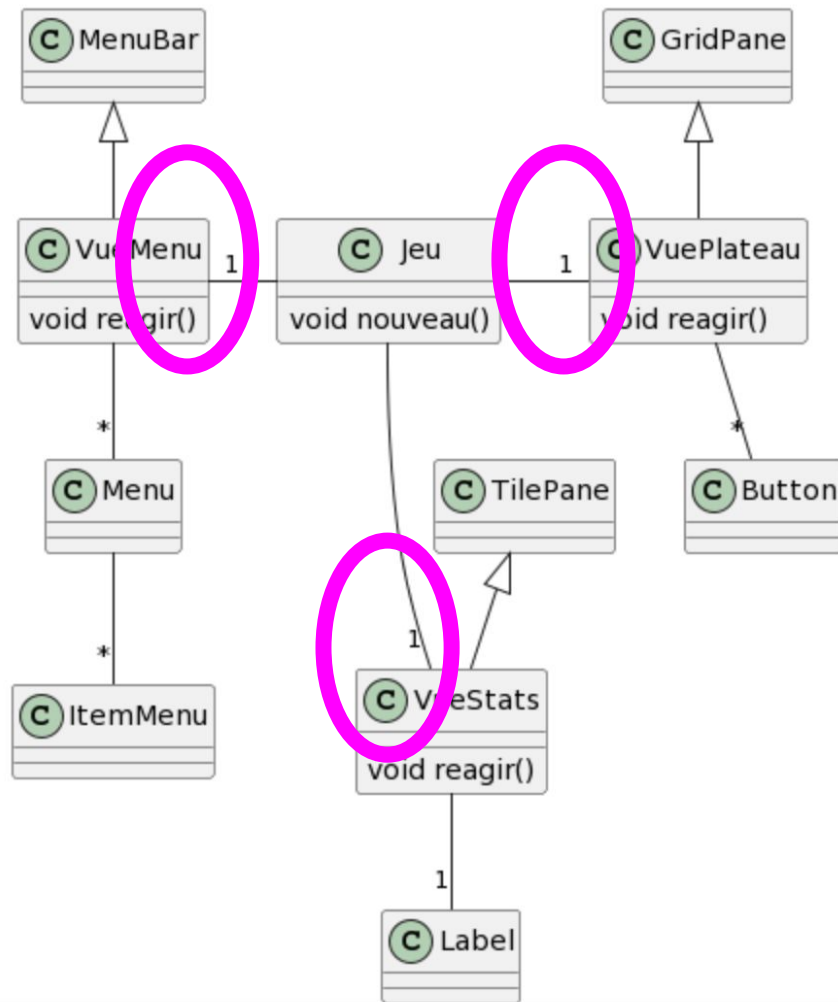 C MenuBar
C GridPane
C VueMenu
void reagir()
1
C Jeu
void nouveau()
1
C VuePlateau
void reagir()
*
*
C Menu
C TilePane
C Button
*
1
C ItemMenu
C VueStats
void reagir()
1
C Label